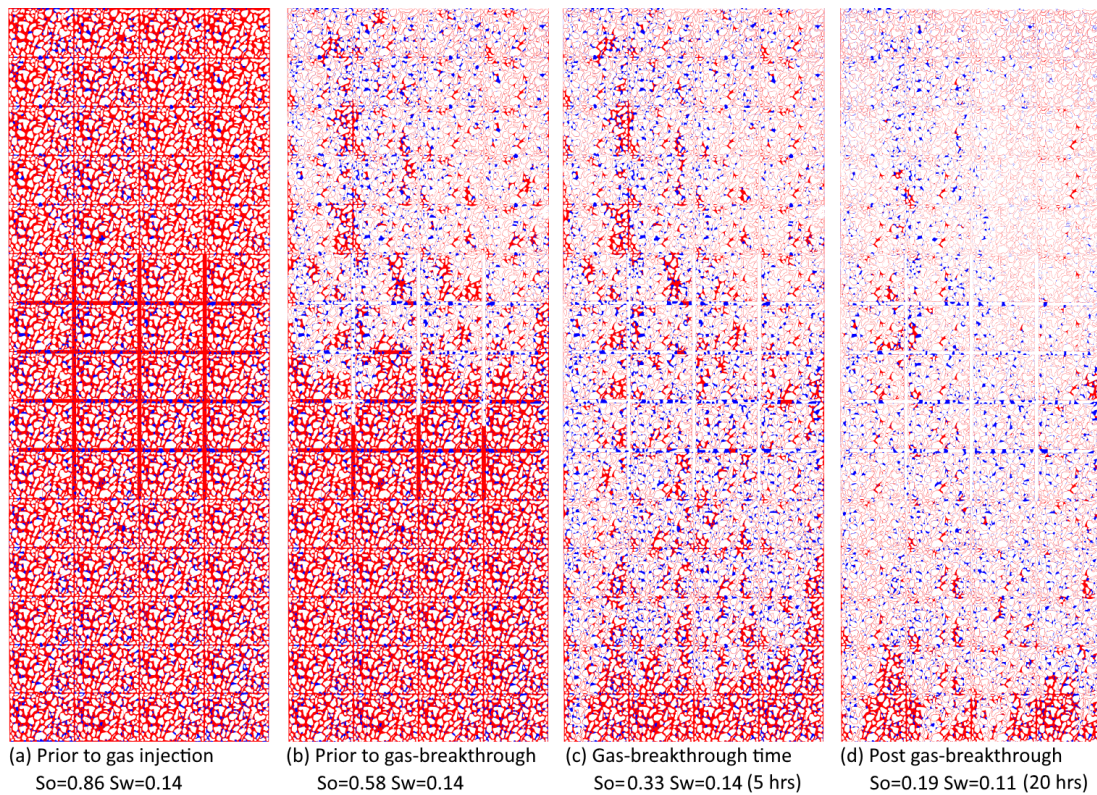 (a) Prior to gas injection
So=0.86 Sw=0.14
(b) Prior to gas-breakthrough
So=0.58 Sw=0.14
(c) Gas-breakthrough time
So=0.33 Sw=0.14 (5 hrs)
(d) Post gas-breakthrough
So=0.19 Sw=0.11 (20 hrs)